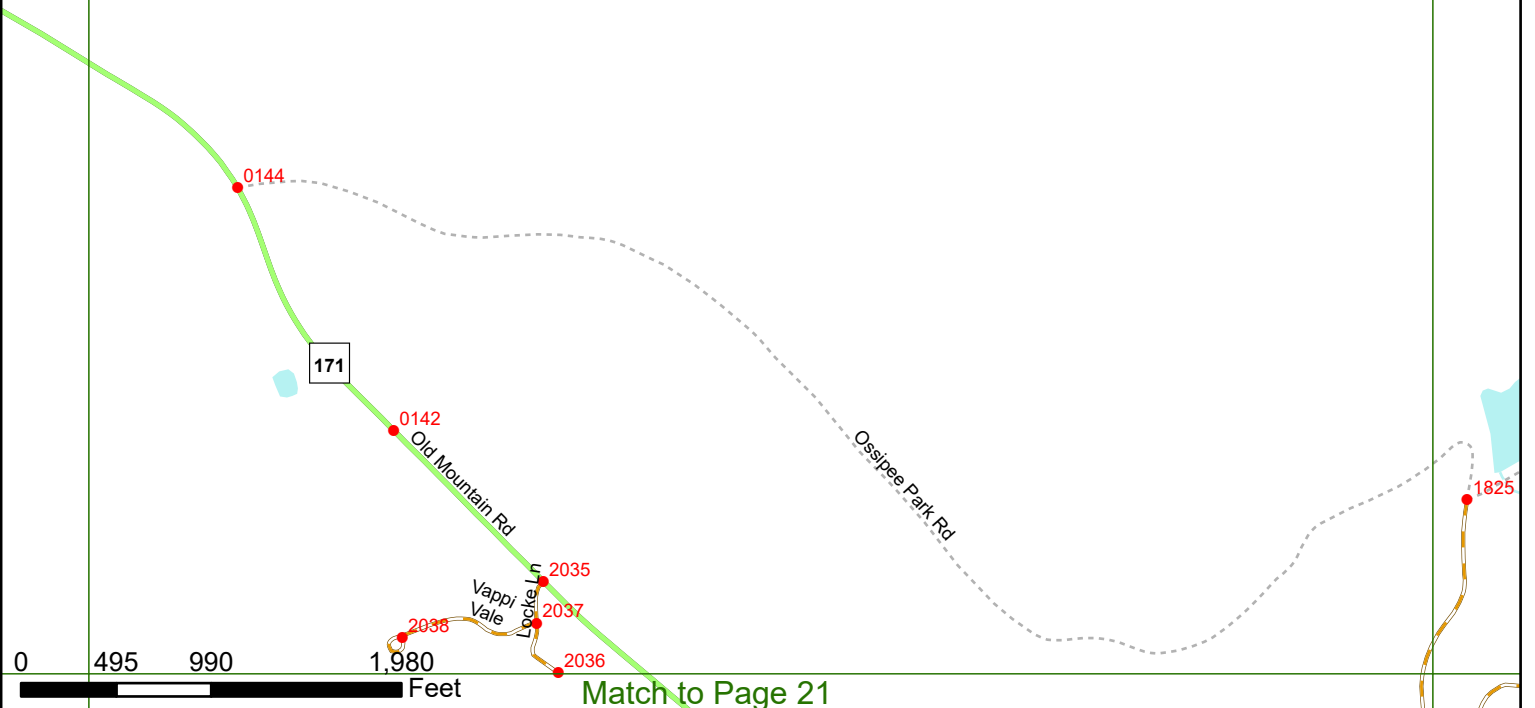 0144
171
0142
Old Mountain Rd
Ossipee Park Rd
1825
2035
Vappi
Vale
Locke Ln
2037
2038
2036
0 495 990 1,980
Feet
Match to Page 21